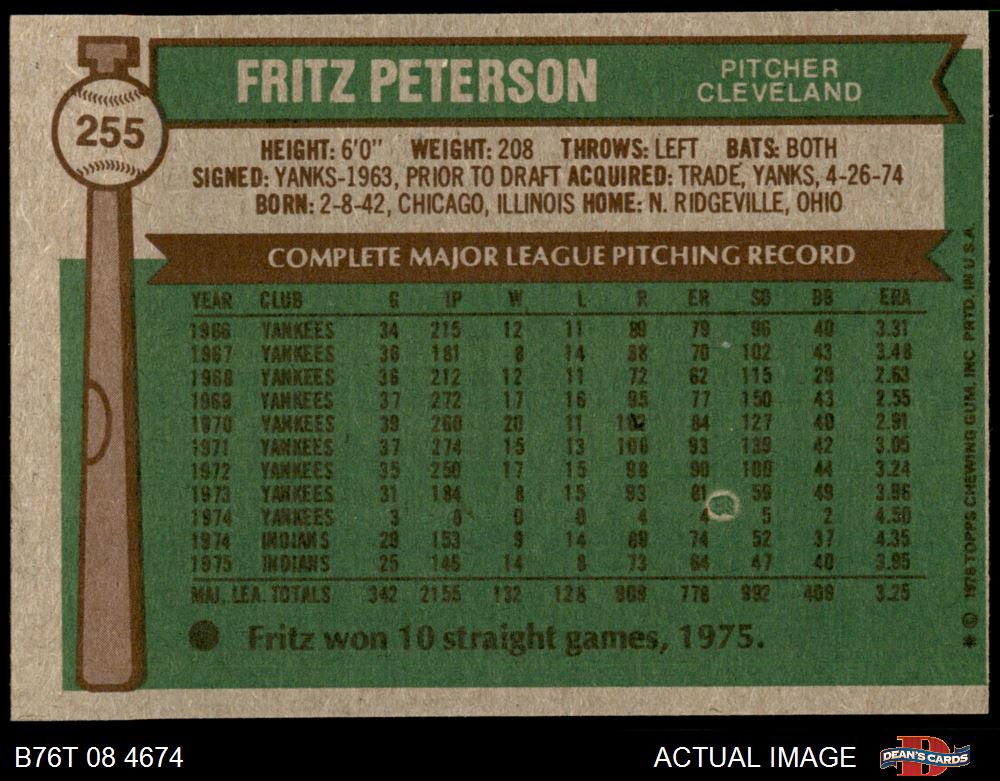 FRITZ PETERSON
PITCHER
CLEVELAND
255
HEIGHT: 6'0" WEIGHT: 208 THROWS: LEFT BATS: BOTH
SIGNED: YANKS-1963, PRIOR TO DRAFT ACQUIRED: TRADE, YANKS, 4-26-74
BORN: 2-8-42, CHICAGO, ILLINOIS HOME: N. RIDGEVILLE, OHIO
COMPLETE MAJOR LEAGUE PITCHING RECORD
YEAR CLUB G IP W L R ER SO BB ERA
1966 YANKEES 34 215 12 11 89 79 96 40 3.31
1967 YANKEES 36 181 8 14 88 70 102 43 3.48
1968 YANKEES 36 212 12 11 72 62 115 29 2.63
1969 YANKEES 37 272 17 16 95 77 150 43 2.55
1970 YANKEES 39 260 20 11 102 84 127 40 2.91
1971 YANKEES 37 274 15 13 106 93 139 42 3.05
1972 YANKEES 35 250 17 15 98 90 100 44 3.24
1973 YANKEES 31 184 8 15 93 81 59 49 3.96
1974 YANKEES 3 8 0 0 4 4 5 2 4.50
1974 INDIANS 29 153 9 14 89 74 52 37 4.35
1975 INDIANS 25 146 14 8 73 64 47 40 3.95
MAJ. LEA. TOTALS 342 2155 132 128 909 778 992 409 3.25
Fritz won 10 straight games, 1975.
* © 1976 TOPPS CHEWING GUM, INC. PRTD. IN U.S.A.
B76T 08 4674
ACTUAL IMAGE
DEAN'S CARDS